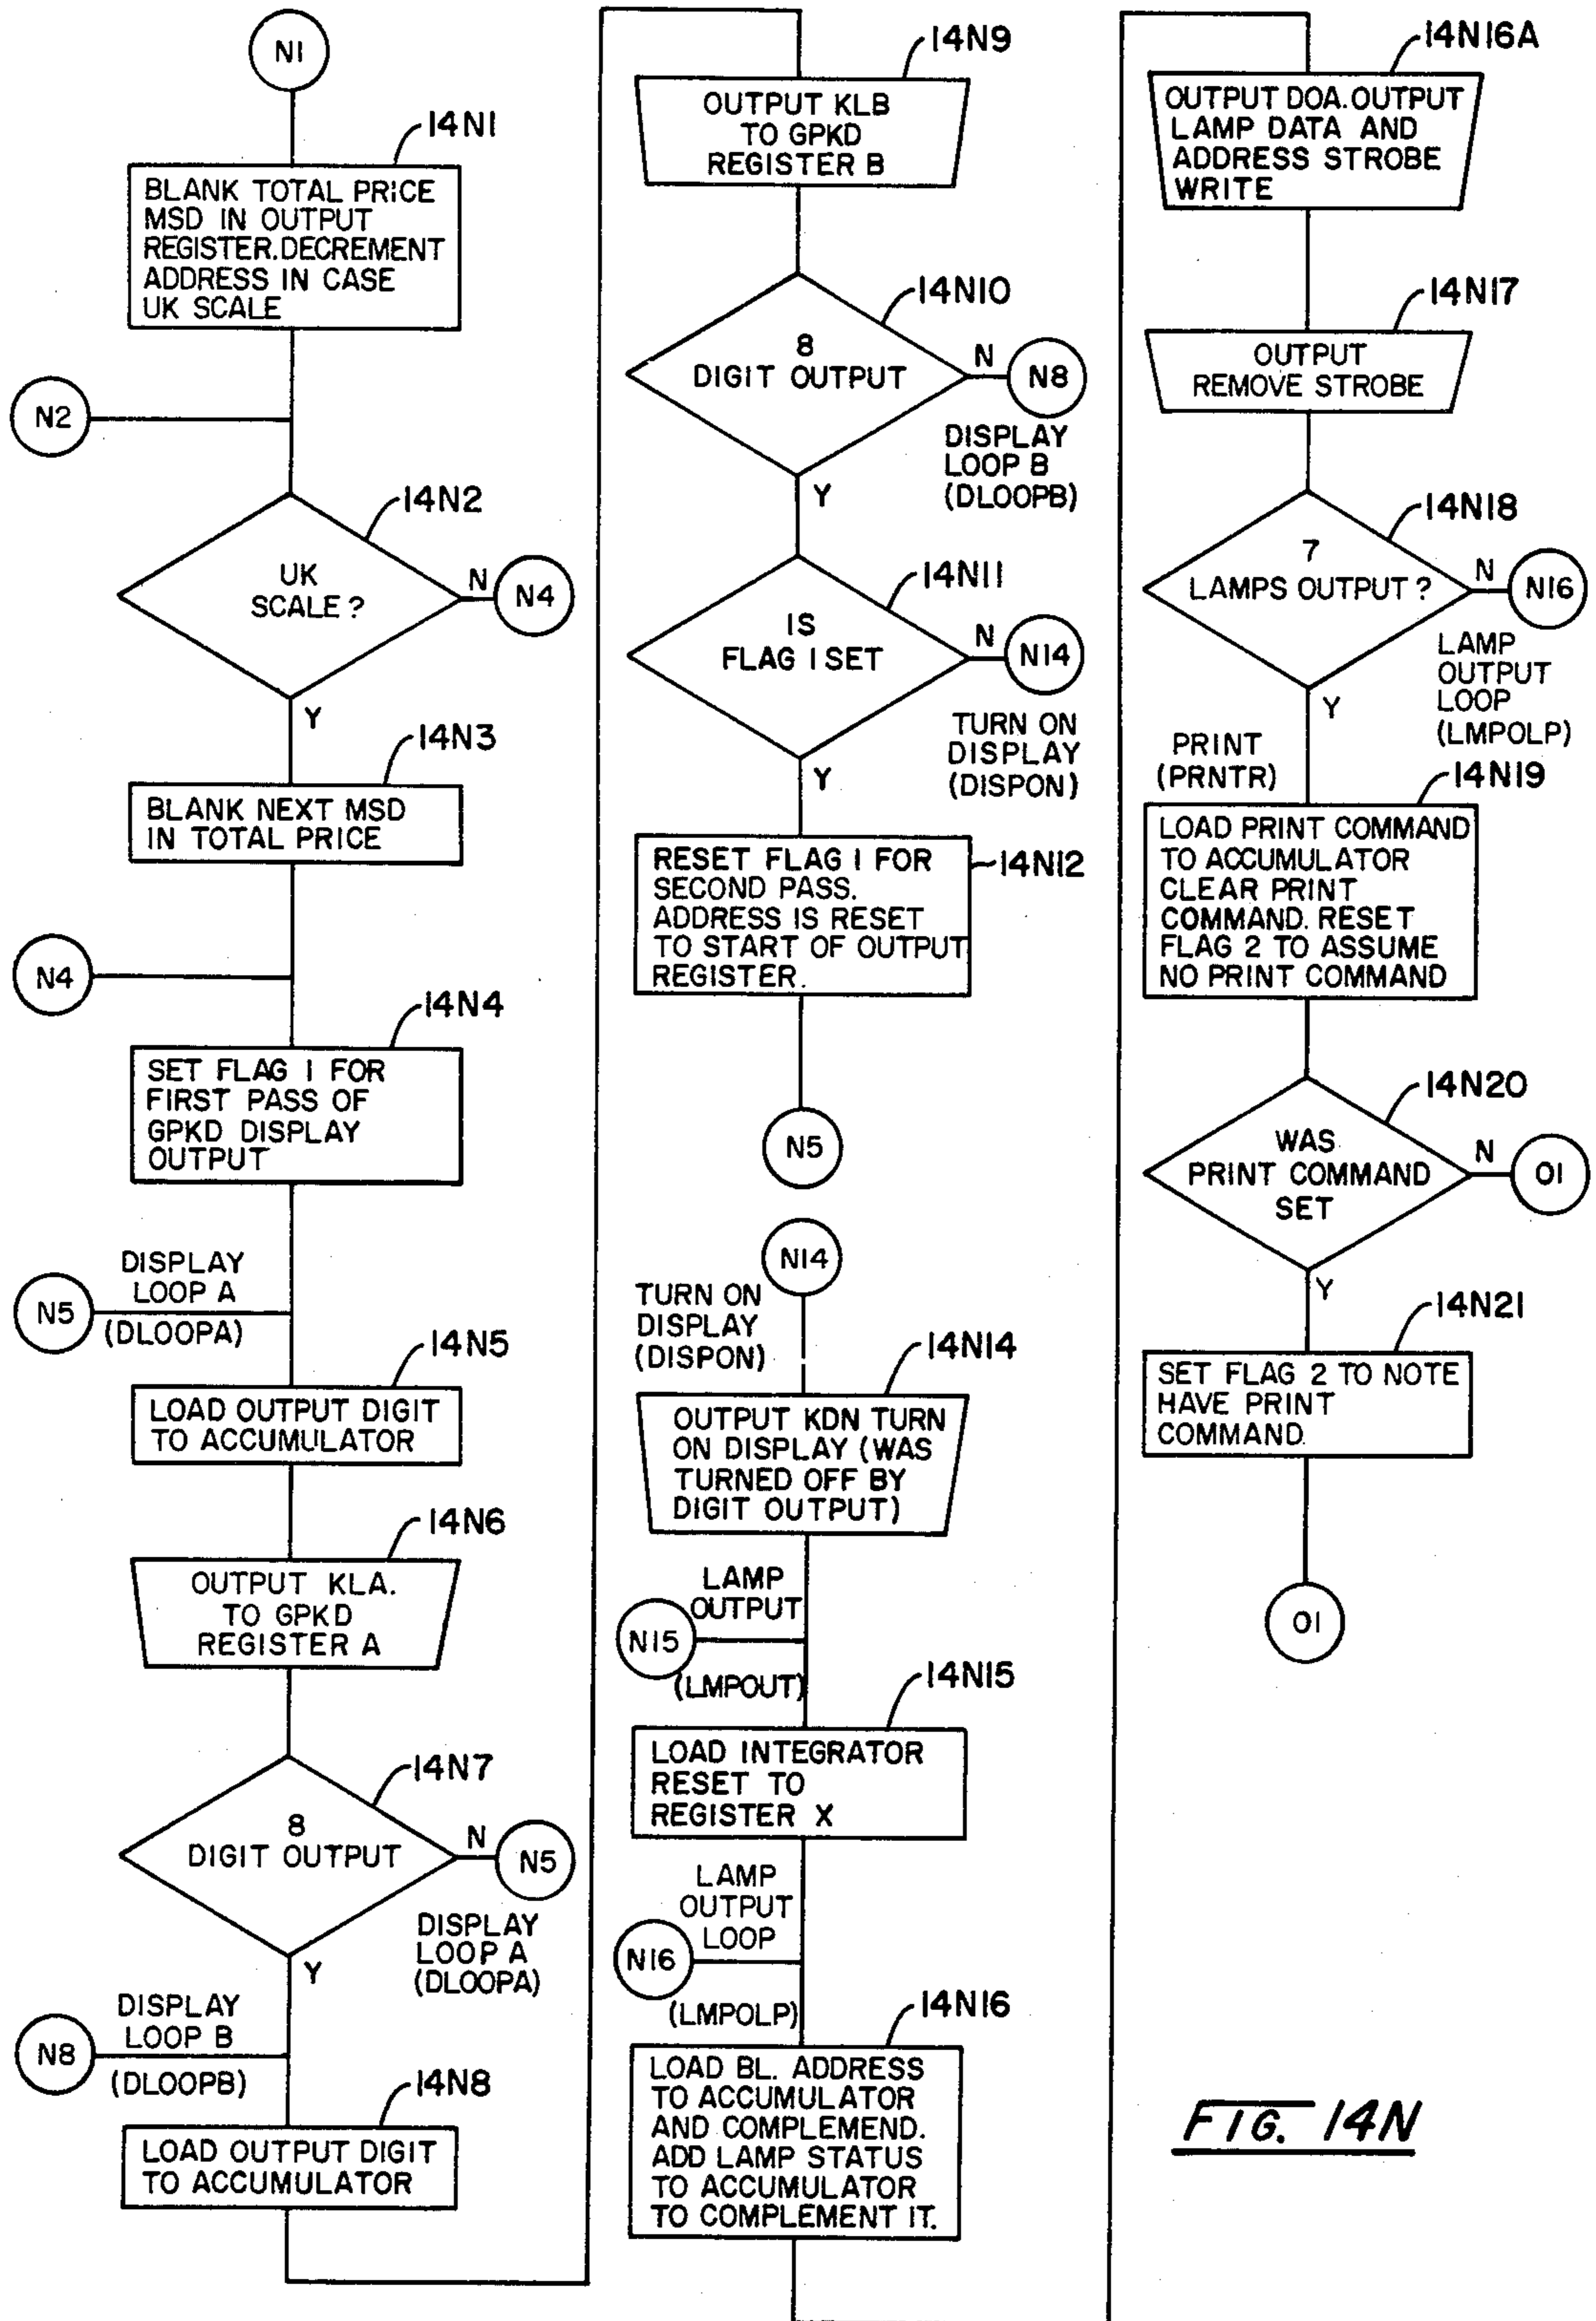 N1
14N1
BLANK TOTAL PRICE
MSD IN OUTPUT
REGISTER. DECREMENT
ADDRESS IN CASE
UK SCALE
N2
14N2
UK
SCALE?
N
N4
Y
14N3
BLANK NEXT MSD
IN TOTAL PRICE
N4
14N4
SET FLAG 1 FOR
FIRST PASS OF
GPKD DISPLAY
OUTPUT
DISPLAY
LOOP A
N5
(DLOOPA)
14N5
LOAD OUTPUT DIGIT
TO ACCUMULATOR
14N6
OUTPUT KLA.
TO GPKD
REGISTER A
14N7
8
DIGIT OUTPUT
N
N5
DISPLAY
LOOP A
(DLOOPA)
Y
DISPLAY
LOOP B
N8
(DLOOPB)
14N8
LOAD OUTPUT DIGIT
TO ACCUMULATOR
14N9
OUTPUT KLB
TO GPKD
REGISTER B
14N10
8
DIGIT OUTPUT
N
N8
DISPLAY
LOOP B
(DLOOPB)
Y
14N11
IS
FLAG 1 SET
N
N14
TURN ON
DISPLAY
(DISPON)
Y
14N12
RESET FLAG 1 FOR
SECOND PASS.
ADDRESS IS RESET
TO START OF OUTPUT
REGISTER.
N5
N14
TURN ON
DISPLAY
(DISPON)
14N14
OUTPUT KDN TURN
ON DISPLAY (WAS
TURNED OFF BY
DIGIT OUTPUT)
LAMP
OUTPUT
N15
(LMPOUT)
14N15
LOAD INTEGRATOR
RESET TO
REGISTER X
LAMP
OUTPUT
LOOP
N16
(LMPOLP)
14N16
LOAD BL. ADDRESS
TO ACCUMULATOR
AND COMPLEMEND.
ADD LAMP STATUS
TO ACCUMULATOR
TO COMPLEMENT IT.
14N16A
OUTPUT DOA. OUTPUT
LAMP DATA AND
ADDRESS STROBE
WRITE
14N17
OUTPUT
REMOVE STROBE
14N18
7
LAMPS OUTPUT?
N
N16
LAMP
OUTPUT
LOOP
(LMPOLP)
Y
PRINT
(PRNTR)
14N19
LOAD PRINT COMMAND
TO ACCUMULATOR
CLEAR PRINT
COMMAND. RESET
FLAG 2 TO ASSUME
NO PRINT COMMAND
14N20
WAS
PRINT COMMAND
SET
N
O1
Y
14N21
SET FLAG 2 TO NOTE
HAVE PRINT
COMMAND.
O1
FIG. 14N